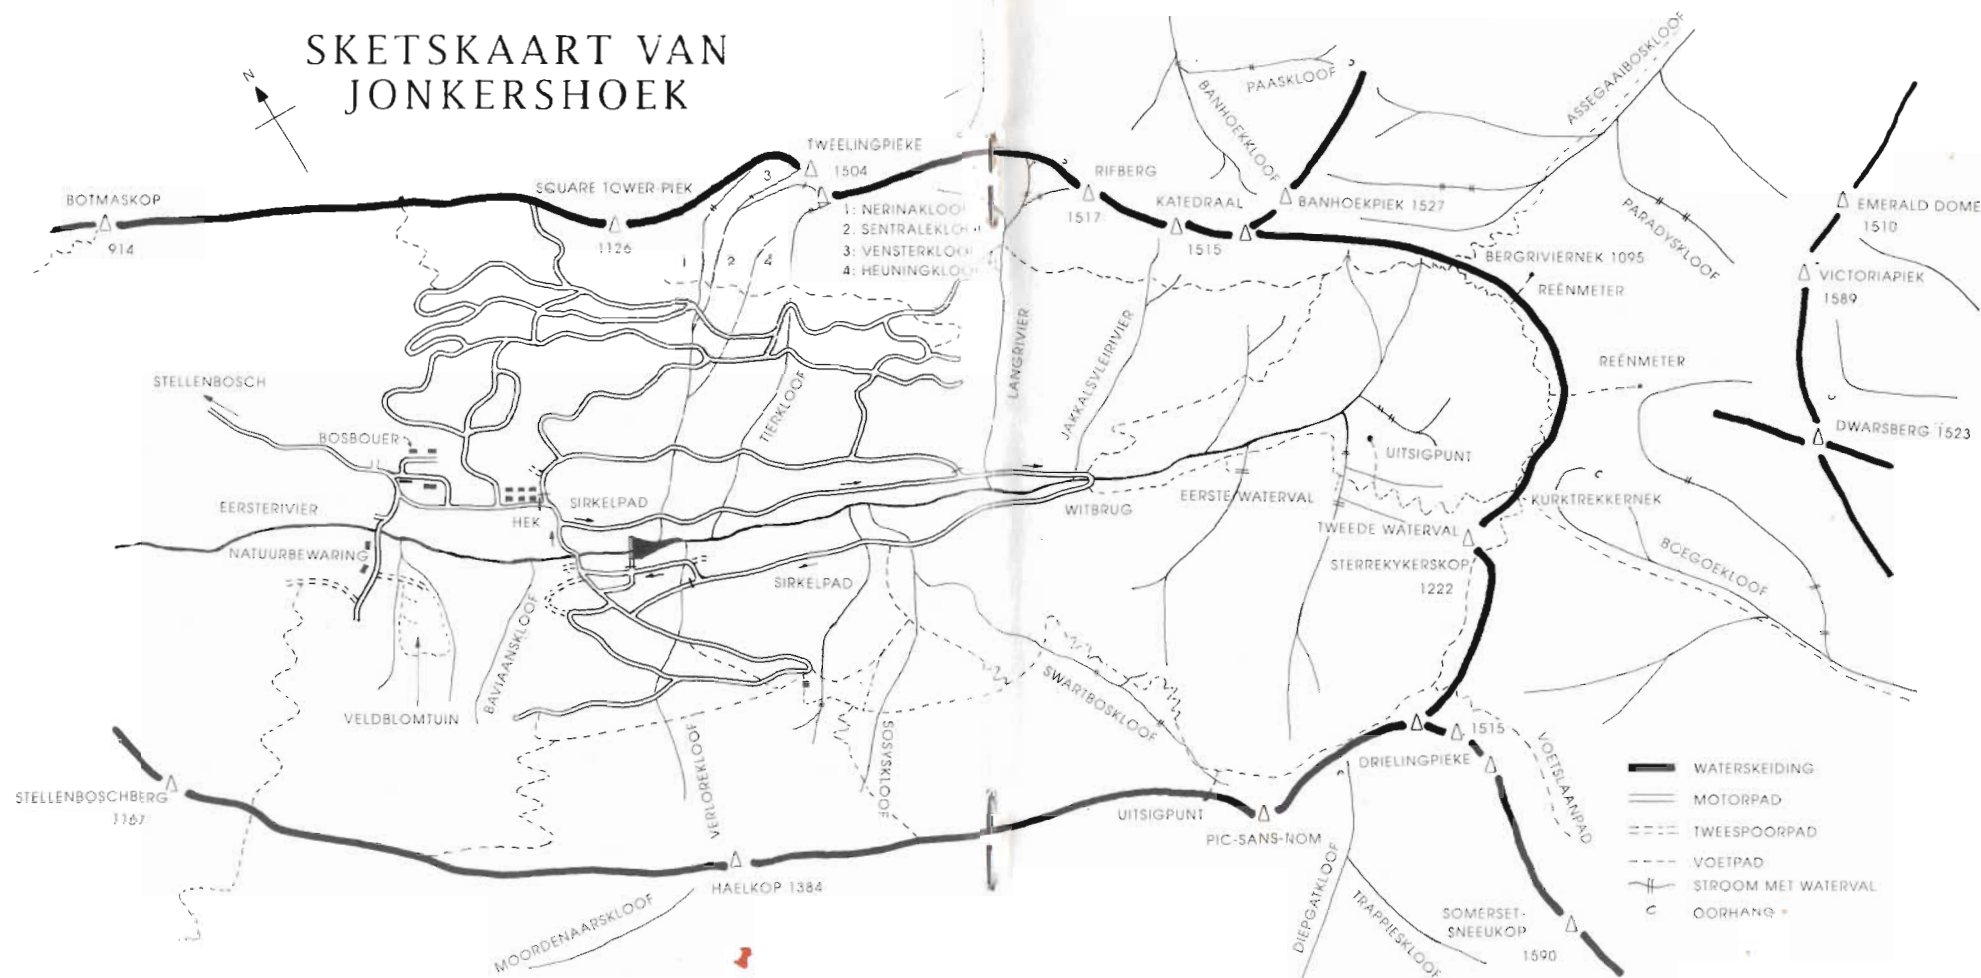 SKETSKAART VAN
JONKERSHOEK
N
BOTMASKOP
914
SQUARE TOWER-PIEK
1126
TWEELINGPIEKE
1504
3
1
2
4
1: NERINAKLOOF
2. SENTRALEKLOOF
3: VENSTERKLOOF
4: HEUNINGKLOOF
RIFBERG
1517
KATEDRAAL
1515
PAASKLOOF
BANHOEKKLOOF
BANHOEKPIEK 1527
ASSEGAAIBOSKLOOF
PARADYSKLOOF
EMERALD DOME
1510
VICTORIAPIEK
1589
DWARSBERG 1523
BERGRIVIERNEK 1095
REËNMETER
REËNMETER
STELLENBOSCH
BOSBOUER
EERSTERIVIER
NATUURBEWARING
HEK
SIRKELPAD
SIRKELPAD
TIERKLOOF
LANGRIVIER
JAKKALSVLEIRIVIER
WITBRUG
EERSTE WATERVAL
UITSIGPUNT
TWEEDE WATERVAL
KURKTREKKERNEK
STERREKYKERSKOP
1222
BOEGOEKLOOF
VELDBLOMTUIN
BAVIAANSKLOOF
VERLOREKLOOF
SOSYSKLOOF
SWARTBOSKLOOF
STELLENBOSCHBERG
1167
HAELKOP 1384
MOORDENAARSKLOOF
UITSIGPUNT
PIC-SANS-NOM
DRIELINGPIEKE
1515
VOETSLAANPAD
DIEPGATKLOOF
TRAPPIESKLOOF
SOMERSET-
SNEEUKOP
1590
WATERSKEIDING
MOTORPAD
TWEESPOORPAD
VOETPAD
STROOM MET WATERVAL
OORHANG